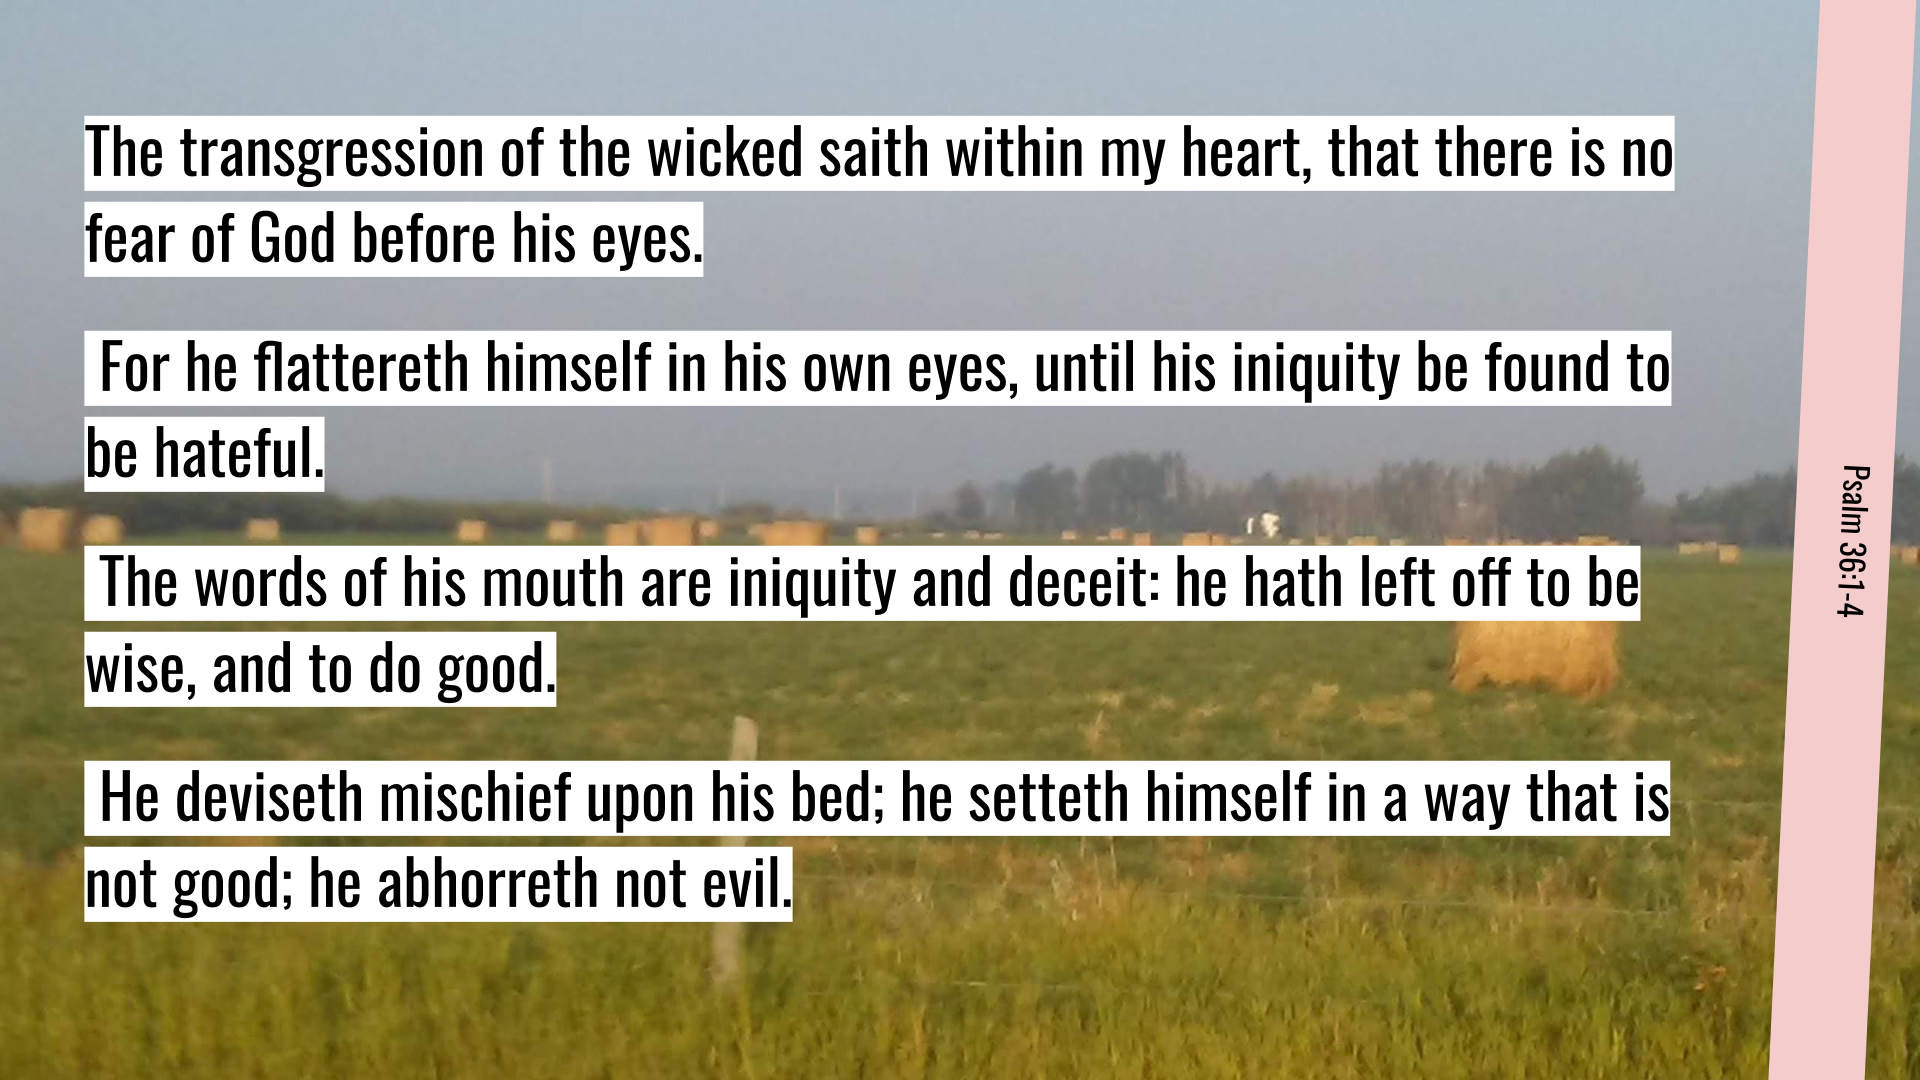 The transgression of the wicked saith within my heart, that there is no
fear of God before his eyes.
For he flattereth himself in his own eyes, until his iniquity be found to
be hateful.
The words of his mouth are iniquity and deceit: he hath left off to be
wise, and to do good.
He deviseth mischief upon his bed; he setteth himself in a way that is
not good; he abhorreth not evil.
Psalm 36:1-4